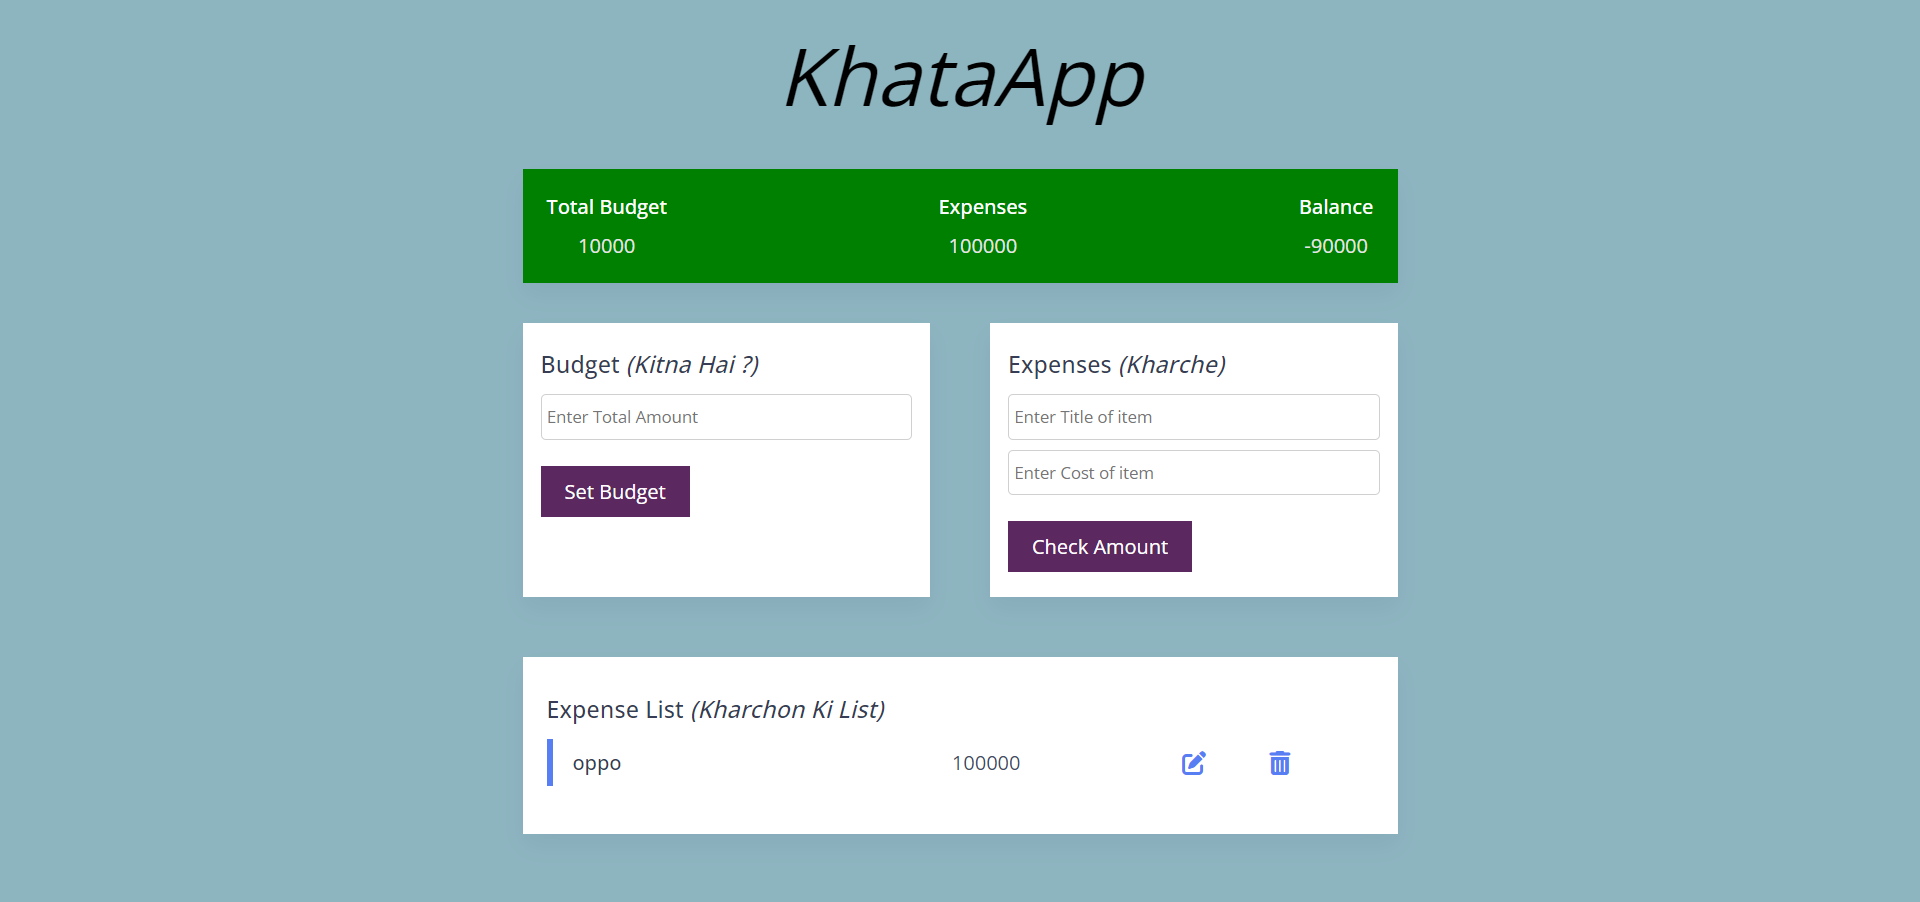 KhataApp
Total Budget Expenses Balance
10000 100000 -90000
Budget (Kitna Hai ?)
Enter Total Amount
Set Budget
Expenses (Kharche)
Enter Title of item
Enter Cost of item
Check Amount
Expense List (Kharchon Ki List)
oppo 100000